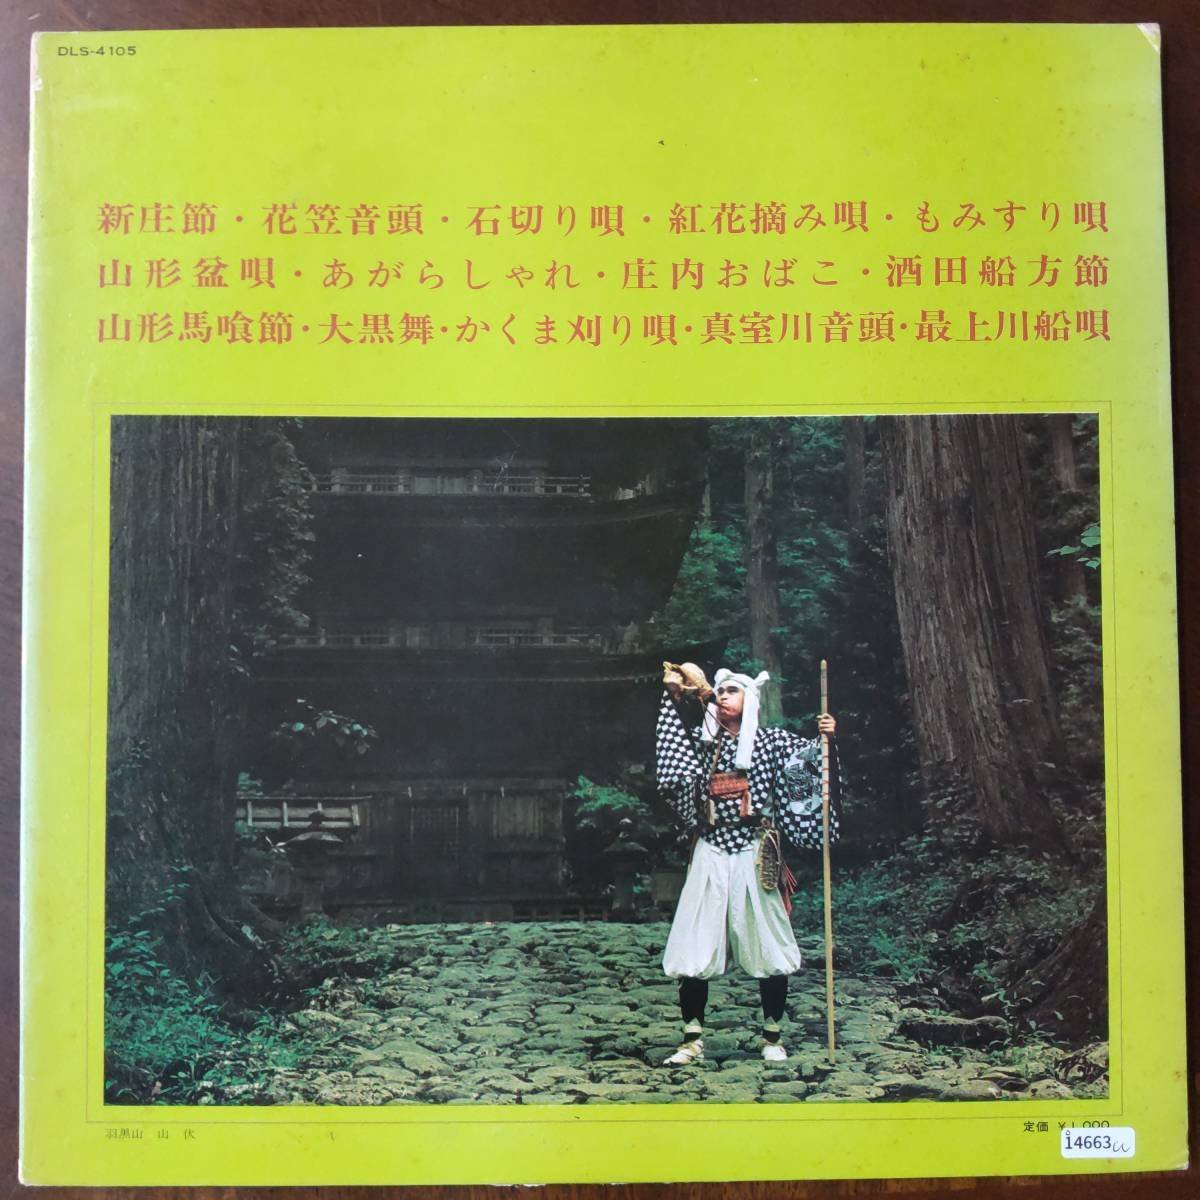 DLS-4105
新庄節・花笠音頭・石切り唄・紅花摘み唄・もみすり唄
山形盆唄・あがらしゃれ・庄内おばこ・酒田船方節
山形馬喰節・大黒舞・かくま刈り唄・真室川音頭・最上川船唄
羽黒山 山伏
定価 ¥1,000
14663